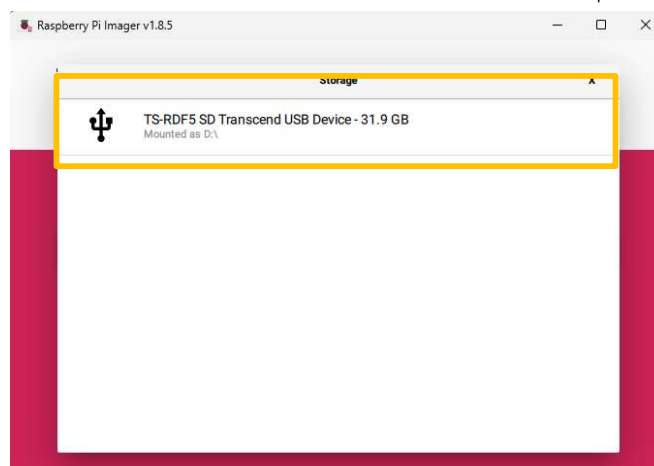 Raspberry Pi Imager v1.8.5
Storage
X
TS-RDF5 SD Transcend USB Device - 31.9 GB
Mounted as D:\